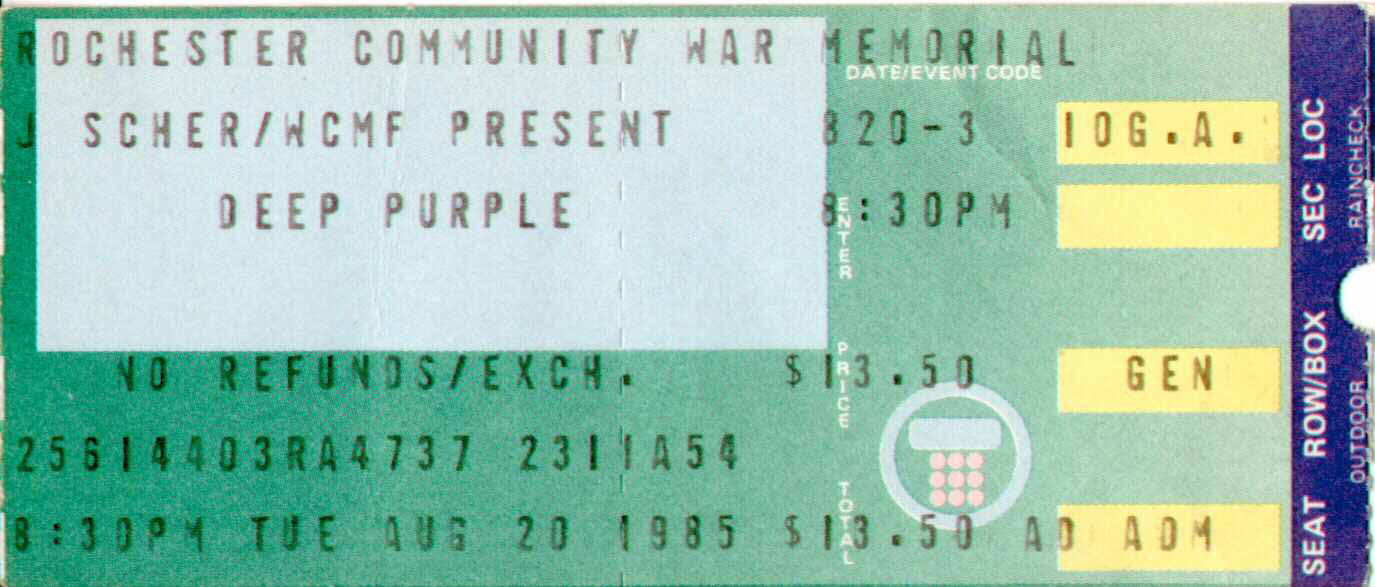 ROCHESTER COMMUNITY WAR MEMORIAL
DATE/EVENT CODE
J SCHER/WCMF PRESENT 820-3 10G.A.
DEEP PURPLE 8:30PM
ENTER
NO REFUNDS/EXCH. $13.50 GEN
PRICE
25614403RA4737 2311A54
TOTAL
8:30PM TUE AUG 20 1985 $13.50 AD ADM
SEC LOC
ROW/BOX
SEAT
RAINCHECK
OUTDOOR